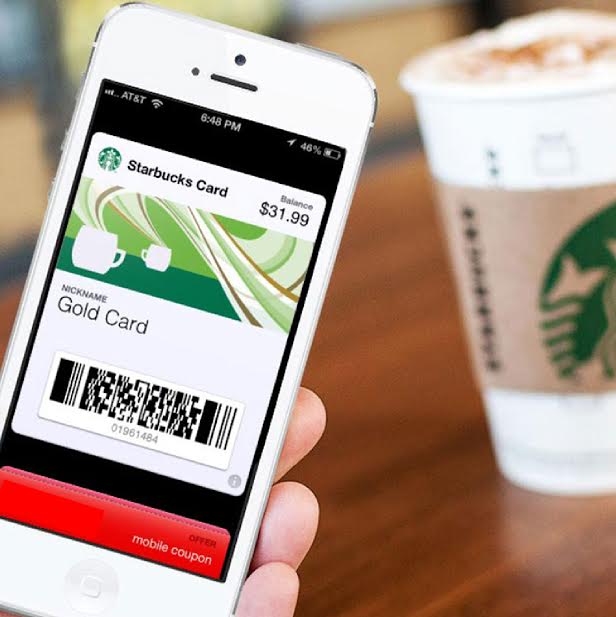 AT&T
6:48 PM
46%
Starbucks Card
Balance
$31.99
NICKNAME
Gold Card
01961484
OFFER
mobile coupon